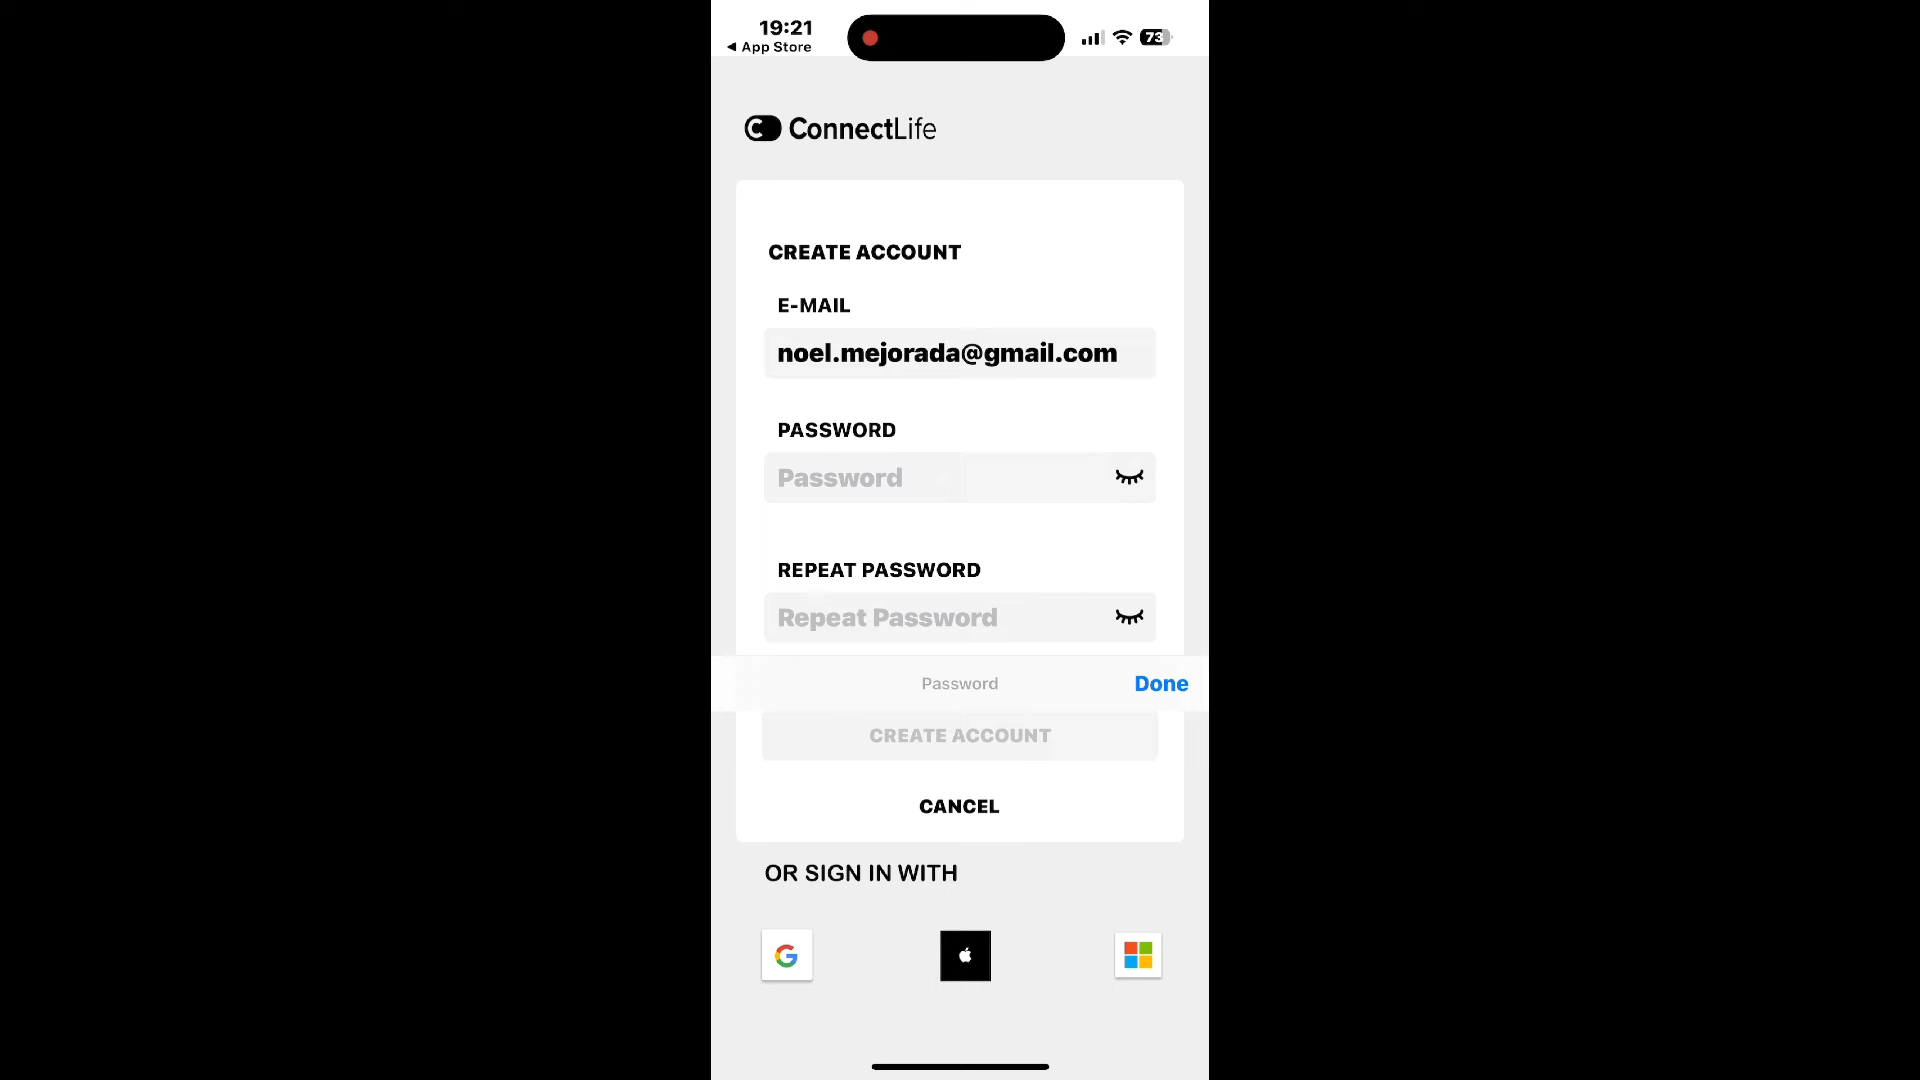 19:21
◀ App Store
73
ConnectLife
CREATE ACCOUNT
E-MAIL
noel.mejorada@gmail.com
PASSWORD
Password
REPEAT PASSWORD
Repeat Password
Password
Done
CREATE ACCOUNT
CANCEL
OR SIGN IN WITH